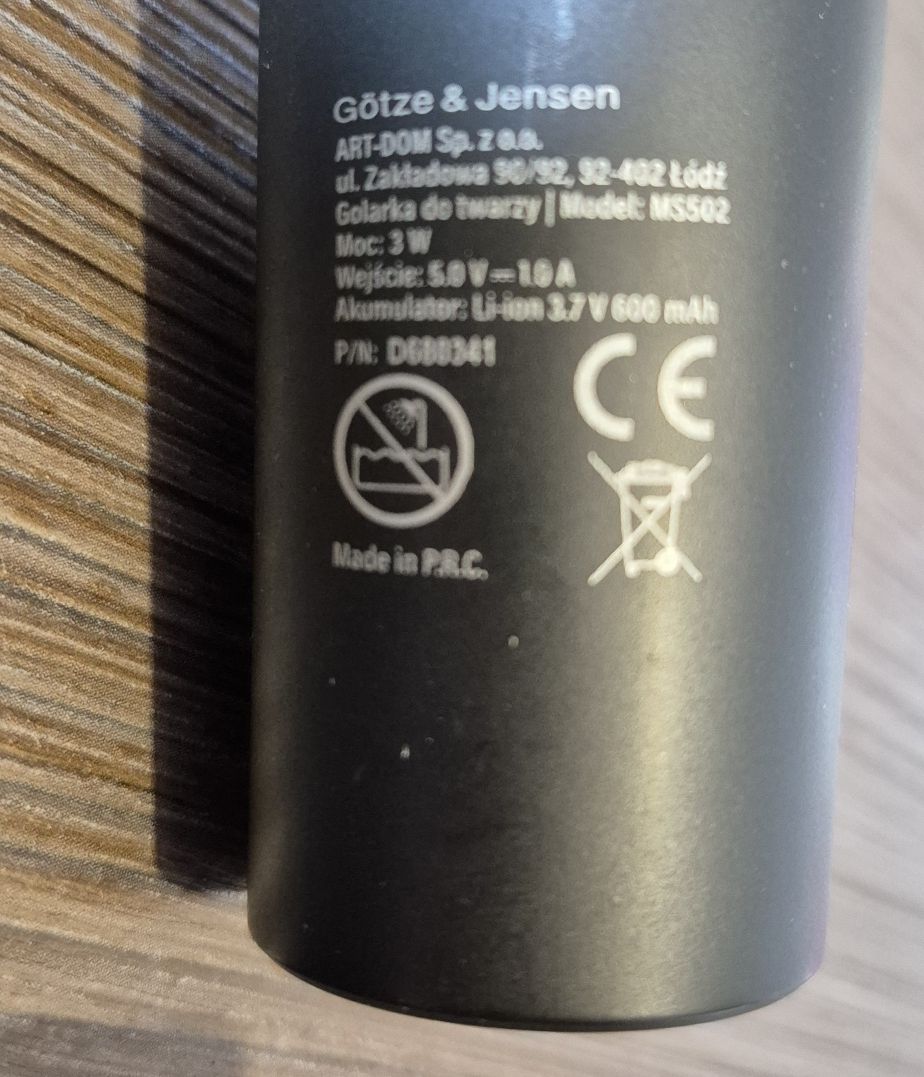 Götze & Jensen
ART-DOM Sp. z o.o.
ul. Zakładowa 90/92, 92-402 Łódź
Golarka do twarzy | Model: MS502
Moc: 3 W
Wejście: 5.0 V ⎓ 1.0 A
Akumulator: Li-ion 3.7 V 600 mAh
P/N:
CE
Made in P.R.C.